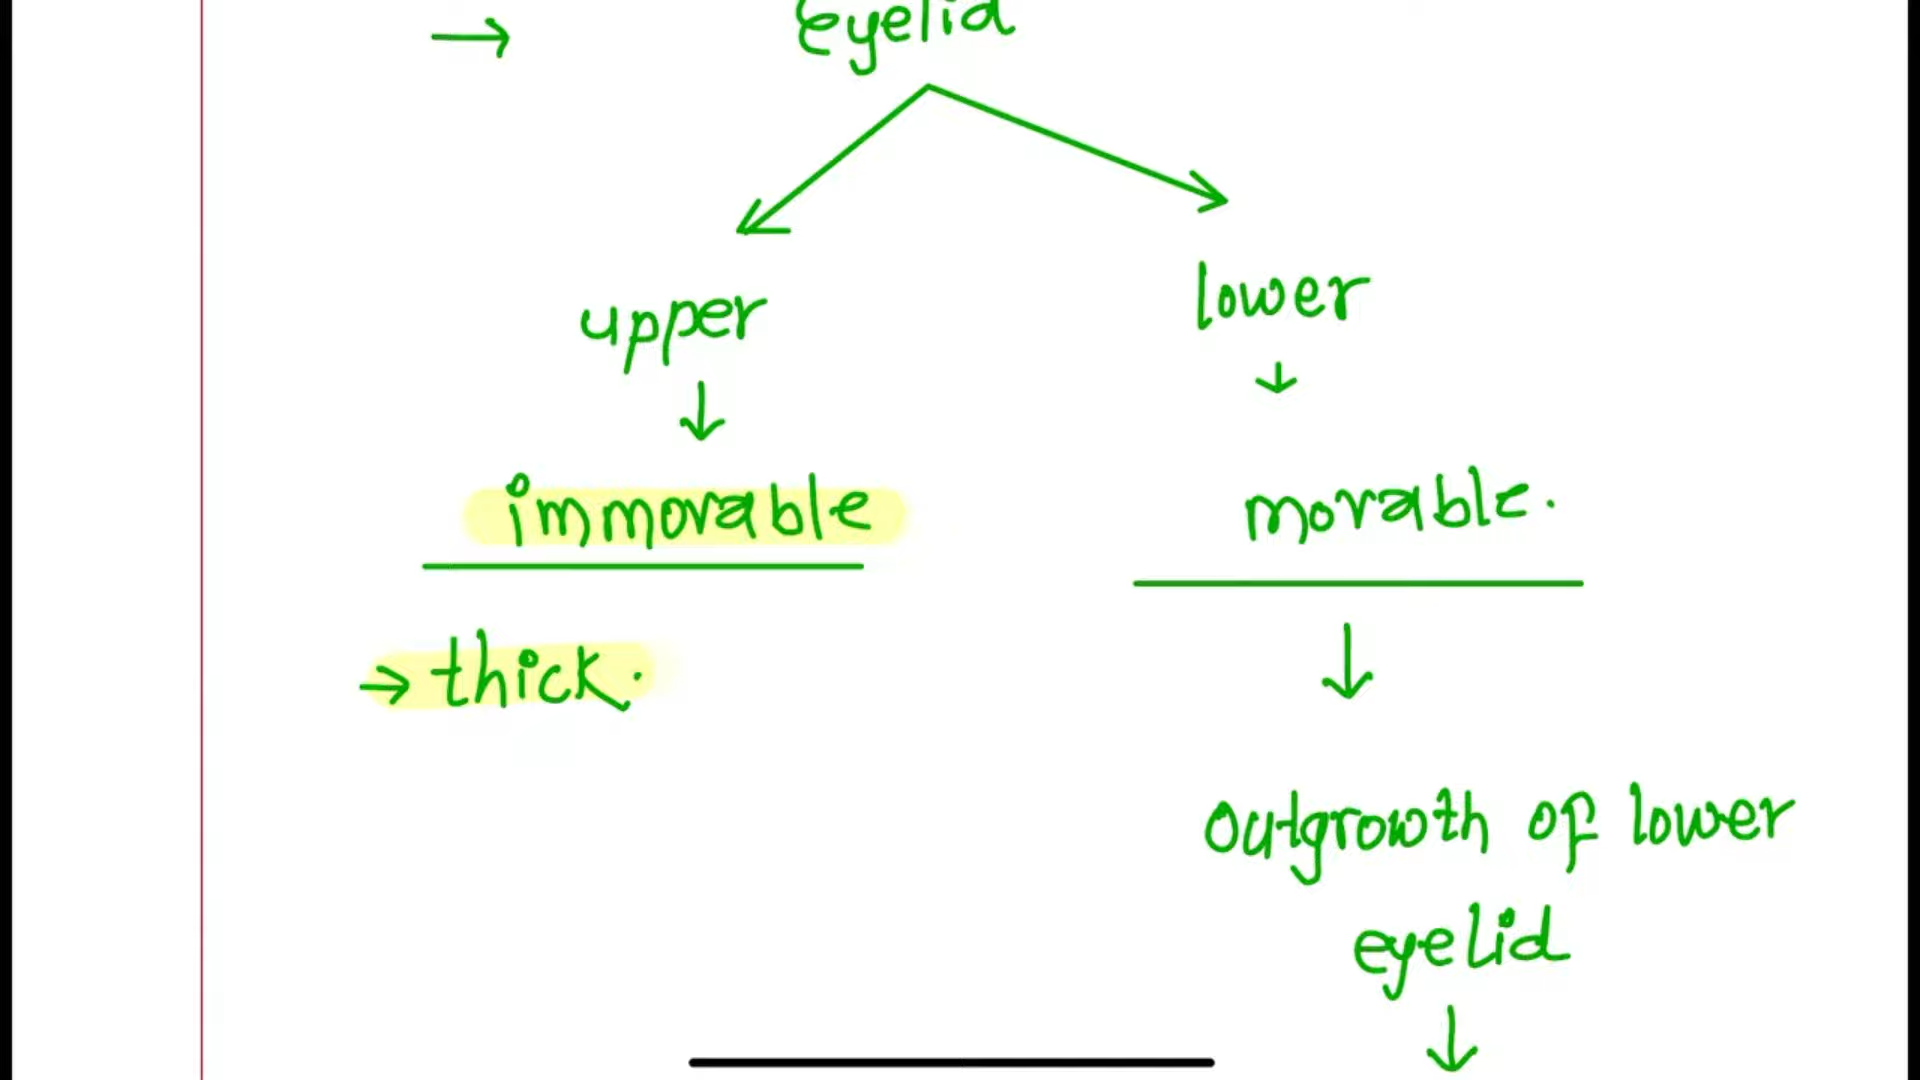 → Eyelid
upper
lower
↓
↓
immovable
movable.
→ thick.
↓
Outgrowth of lower
eyelid
↓